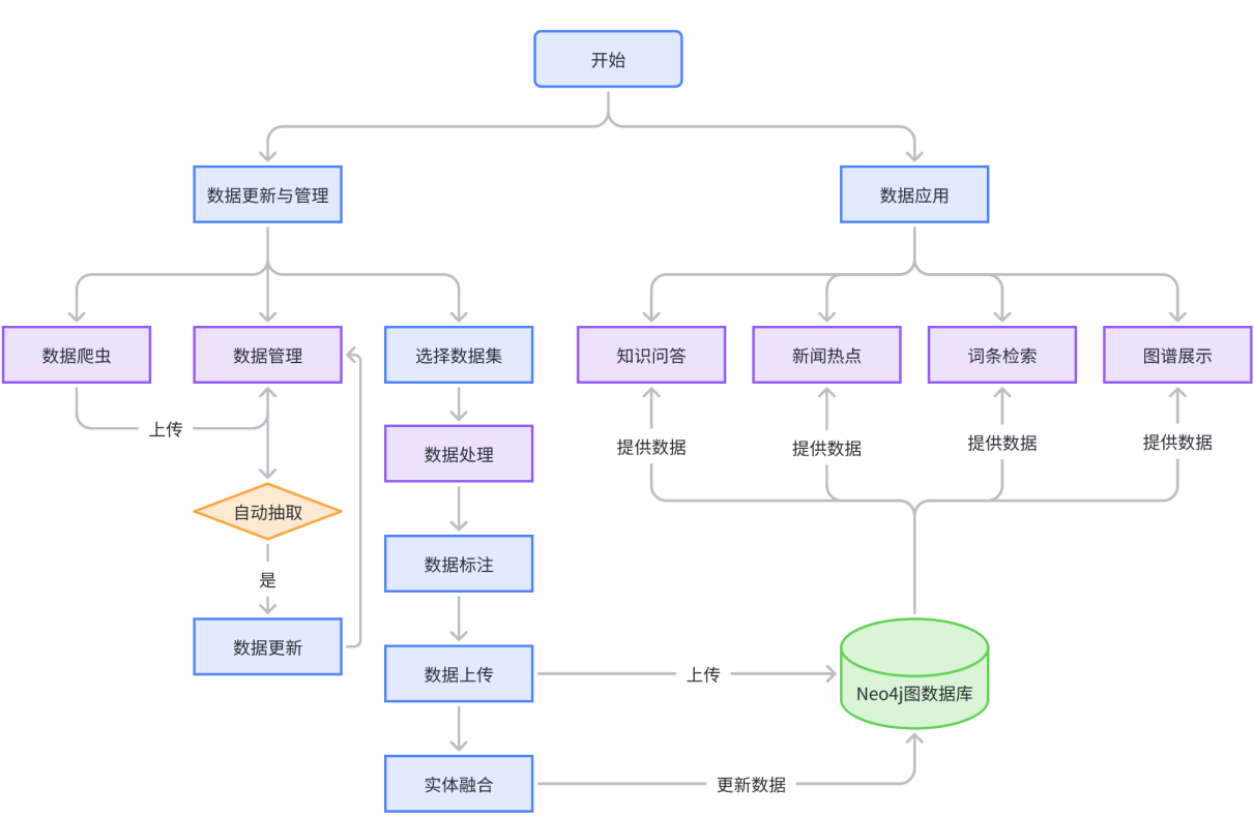 开始
数据更新与管理
数据应用
数据爬虫
数据管理
选择数据集
知识问答
新闻热点
词条检索
图谱展示
上传
数据处理
提供数据
提供数据
提供数据
提供数据
自动抽取
数据标注
是
数据更新
数据上传
上传
Neo4j图数据库
实体融合
更新数据